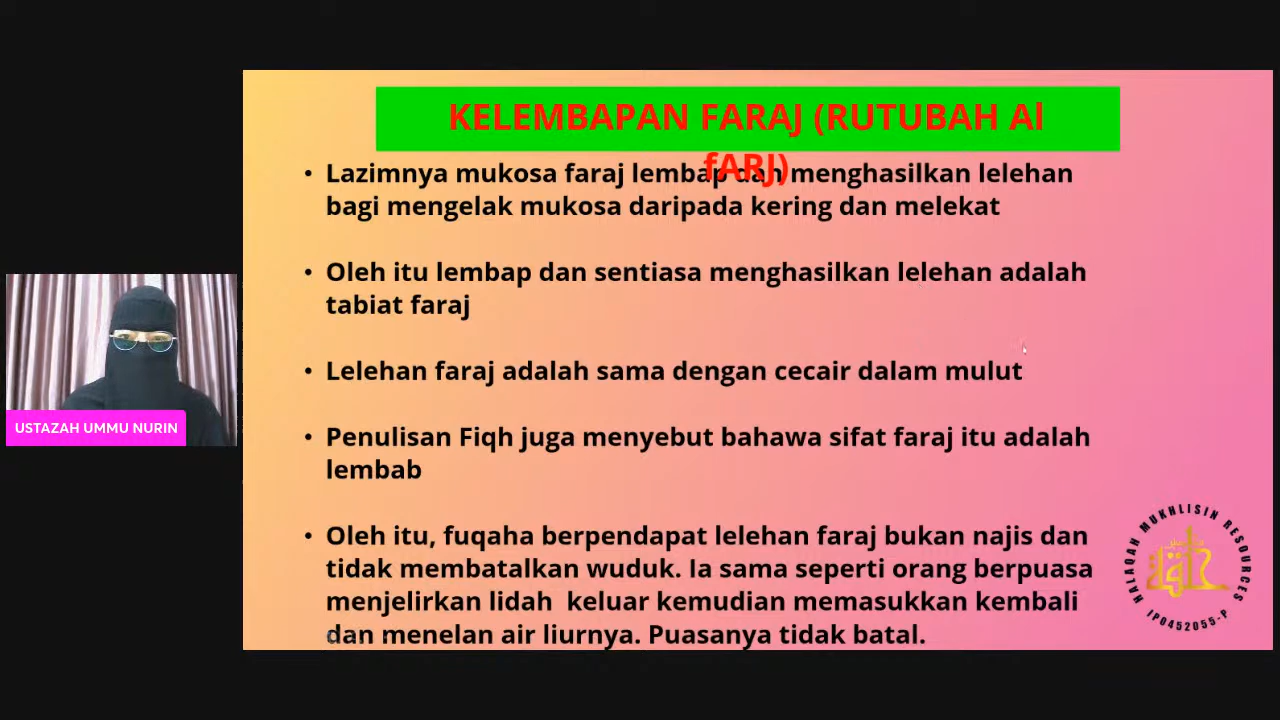 KELEMBAPAN FARAJ (RUTUBAH Al
fARJ)
• Lazimnya mukosa faraj lembap dan menghasilkan lelehan
bagi mengelak mukosa daripada kering dan melekat
• Oleh itu lembap dan sentiasa menghasilkan lelehan adalah
tabiat faraj
• Lelehan faraj adalah sama dengan cecair dalam mulut
• Penulisan Fiqh juga menyebut bahawa sifat faraj itu adalah
lembab
• Oleh itu, fuqaha berpendapat lelehan faraj bukan najis dan
tidak membatalkan wuduk. Ia sama seperti orang berpuasa
menjelirkan lidah  keluar kemudian memasukkan kembali
dan menelan air liurnya. Puasanya tidak batal.
USTAZAH UMMU NURIN
HALAQAH MUKHLISIN RESOURCES
IP0452055-P